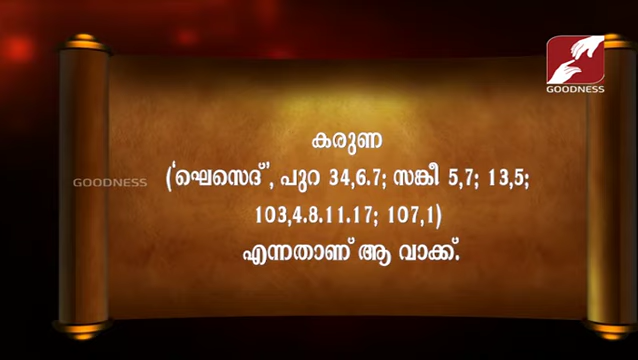 GOODNESS
കരുണ
GOODNESS
('ഘെസെദ്', പുറ 34,6.7; സങ്കീ 5,7; 13,5;
103,4.8.11.17; 107,1)
എന്നതാണ് ആ വാക്ക്.